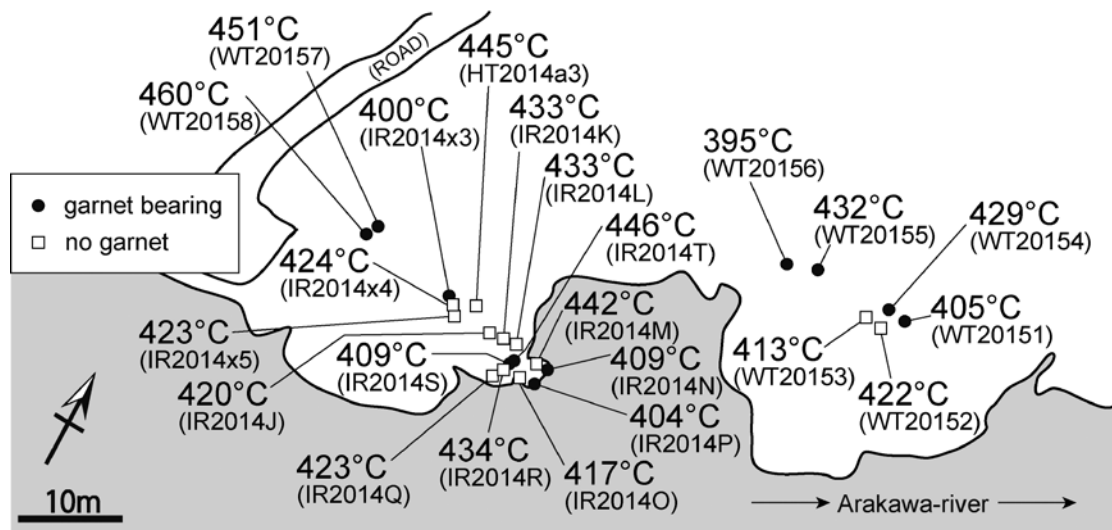 451°C
(WT20157)
(ROAD)
445°C
(HT2014a3)
460°C
(WT20158)
400°C
(IR2014x3)
433°C
(IR2014K)
433°C
(IR2014L)
395°C
(WT20156)
garnet bearing
no garnet
446°C
(IR2014T)
432°C
(WT20155)
429°C
(WT20154)
424°C
(IR2014x4)
442°C
(IR2014M)
405°C
(WT20151)
423°C
(IR2014x5)
409°C
(IR2014S)
409°C
(IR2014N)
413°C
(WT20153)
420°C
(IR2014J)
404°C
(IR2014P)
422°C
(WT20152)
423°C
(IR2014Q)
434°C
(IR2014R)
417°C
(IR2014O)
10m
Arakawa-river